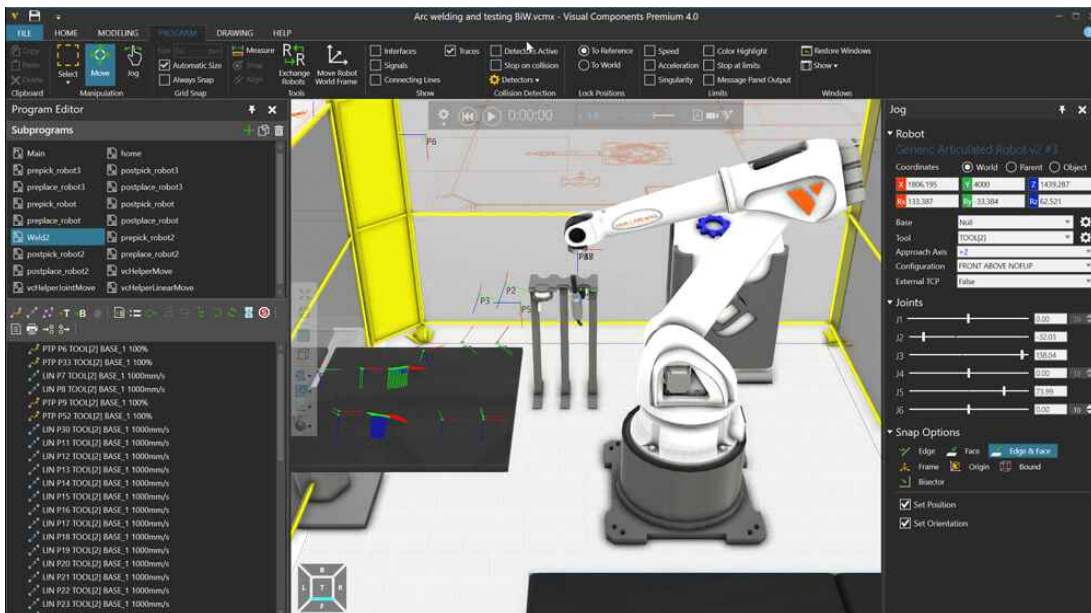 Arc welding and testing BiW.vcmx - Visual Components Premium 4.0
FILE HOME MODELING PROGRAM DRAWING HELP
Copy
Paste
Delete
Clipboard
Select Move Jog
Manipulation
Automatic Size
Always Snap
Grid Snap
Measure
Snap
Align
Exchange Robots
Move Robot World Frame
Tools
Interfaces
Signals
Connecting Lines
Traces
Show
Detectors Active
Stop on collision
Detectors
Collision Detection
To Reference
To World
Lock Positions
Speed
Acceleration
Singularity
Color Highlight
Stop at limits
Message Panel Output
Limits
Restore Windows
Show
Windows
Program Editor
Subprograms
Main home
prepick_robot3 postpick_robot3
preplace_robot3 postplace_robot3
prepick_robot postpick_robot
preplace_robot postplace_robot
Weld2 prepick_robot2
postpick_robot2 preplace_robot2
postplace_robot2 vcHelperMove
vcHelperJointMove vcHelperLinearMove
PTP P6 TOOL[2] BASE_1 100%
PTP P33 TOOL[2] BASE_1 100%
LIN P7 TOOL[2] BASE_1 1000mm/s
LIN P8 TOOL[2] BASE_1 1000mm/s
PTP P9 TOOL[2] BASE_1 100%
PTP P52 TOOL[2] BASE_1 100%
LIN P30 TOOL[2] BASE_1 1000mm/s
LIN P11 TOOL[2] BASE_1 1000mm/s
LIN P12 TOOL[2] BASE_1 1000mm/s
LIN P13 TOOL[2] BASE_1 1000mm/s
LIN P14 TOOL[2] BASE_1 1000mm/s
LIN P15 TOOL[2] BASE_1 1000mm/s
LIN P16 TOOL[2] BASE_1 1000mm/s
LIN P17 TOOL[2] BASE_1 1000mm/s
LIN P18 TOOL[2] BASE_1 1000mm/s
LIN P19 TOOL[2] BASE_1 1000mm/s
LIN P20 TOOL[2] BASE_1 1000mm/s
LIN P21 TOOL[2] BASE_1 1000mm/s
LIN P22 TOOL[2] BASE_1 1000mm/s
LIN P23 TOOL[2] BASE_1 1000mm/s
0:00:00
P6
P2
P3
P5
Jog
Robot
Generic Articulated Robot v2 #3
Coordinates World Parent Object
X 1806.195 Y 4000 Z 1439.287
Rx 133.387 Ry -33.384 Rz 62.521
Base Null
Tool TOOL[2]
Approach Axis +Z
Configuration FRONT ABOVE NOFLIP
External TCP False
Joints
J1 0.00
J2 -32.03
J3 138.04
J4 0.00
J5 73.99
J6 0.00
Snap Options
Edge Face Edge & Face
Frame Origin Bound
Bisector
Set Position
Set Orientation